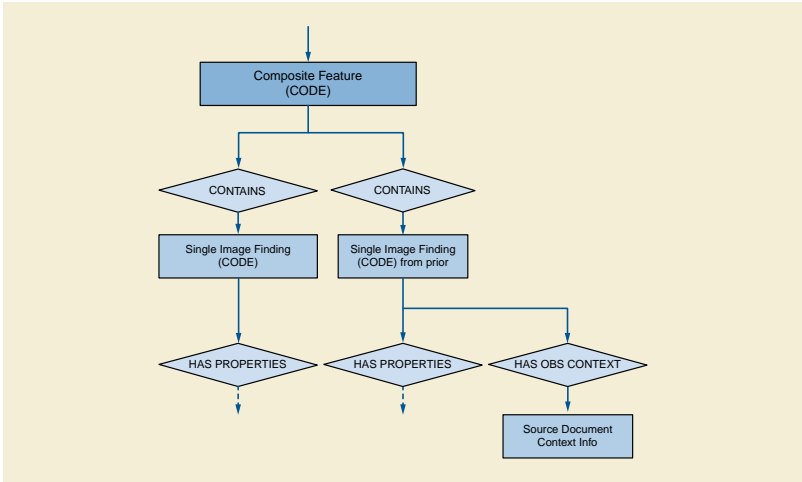 Composite Feature
(CODE)
CONTAINS
CONTAINS
Single Image Finding
(CODE)
Single Image Finding
(CODE) from prior
HAS PROPERTIES
HAS PROPERTIES
HAS OBS CONTEXT
Source Document
Context Info